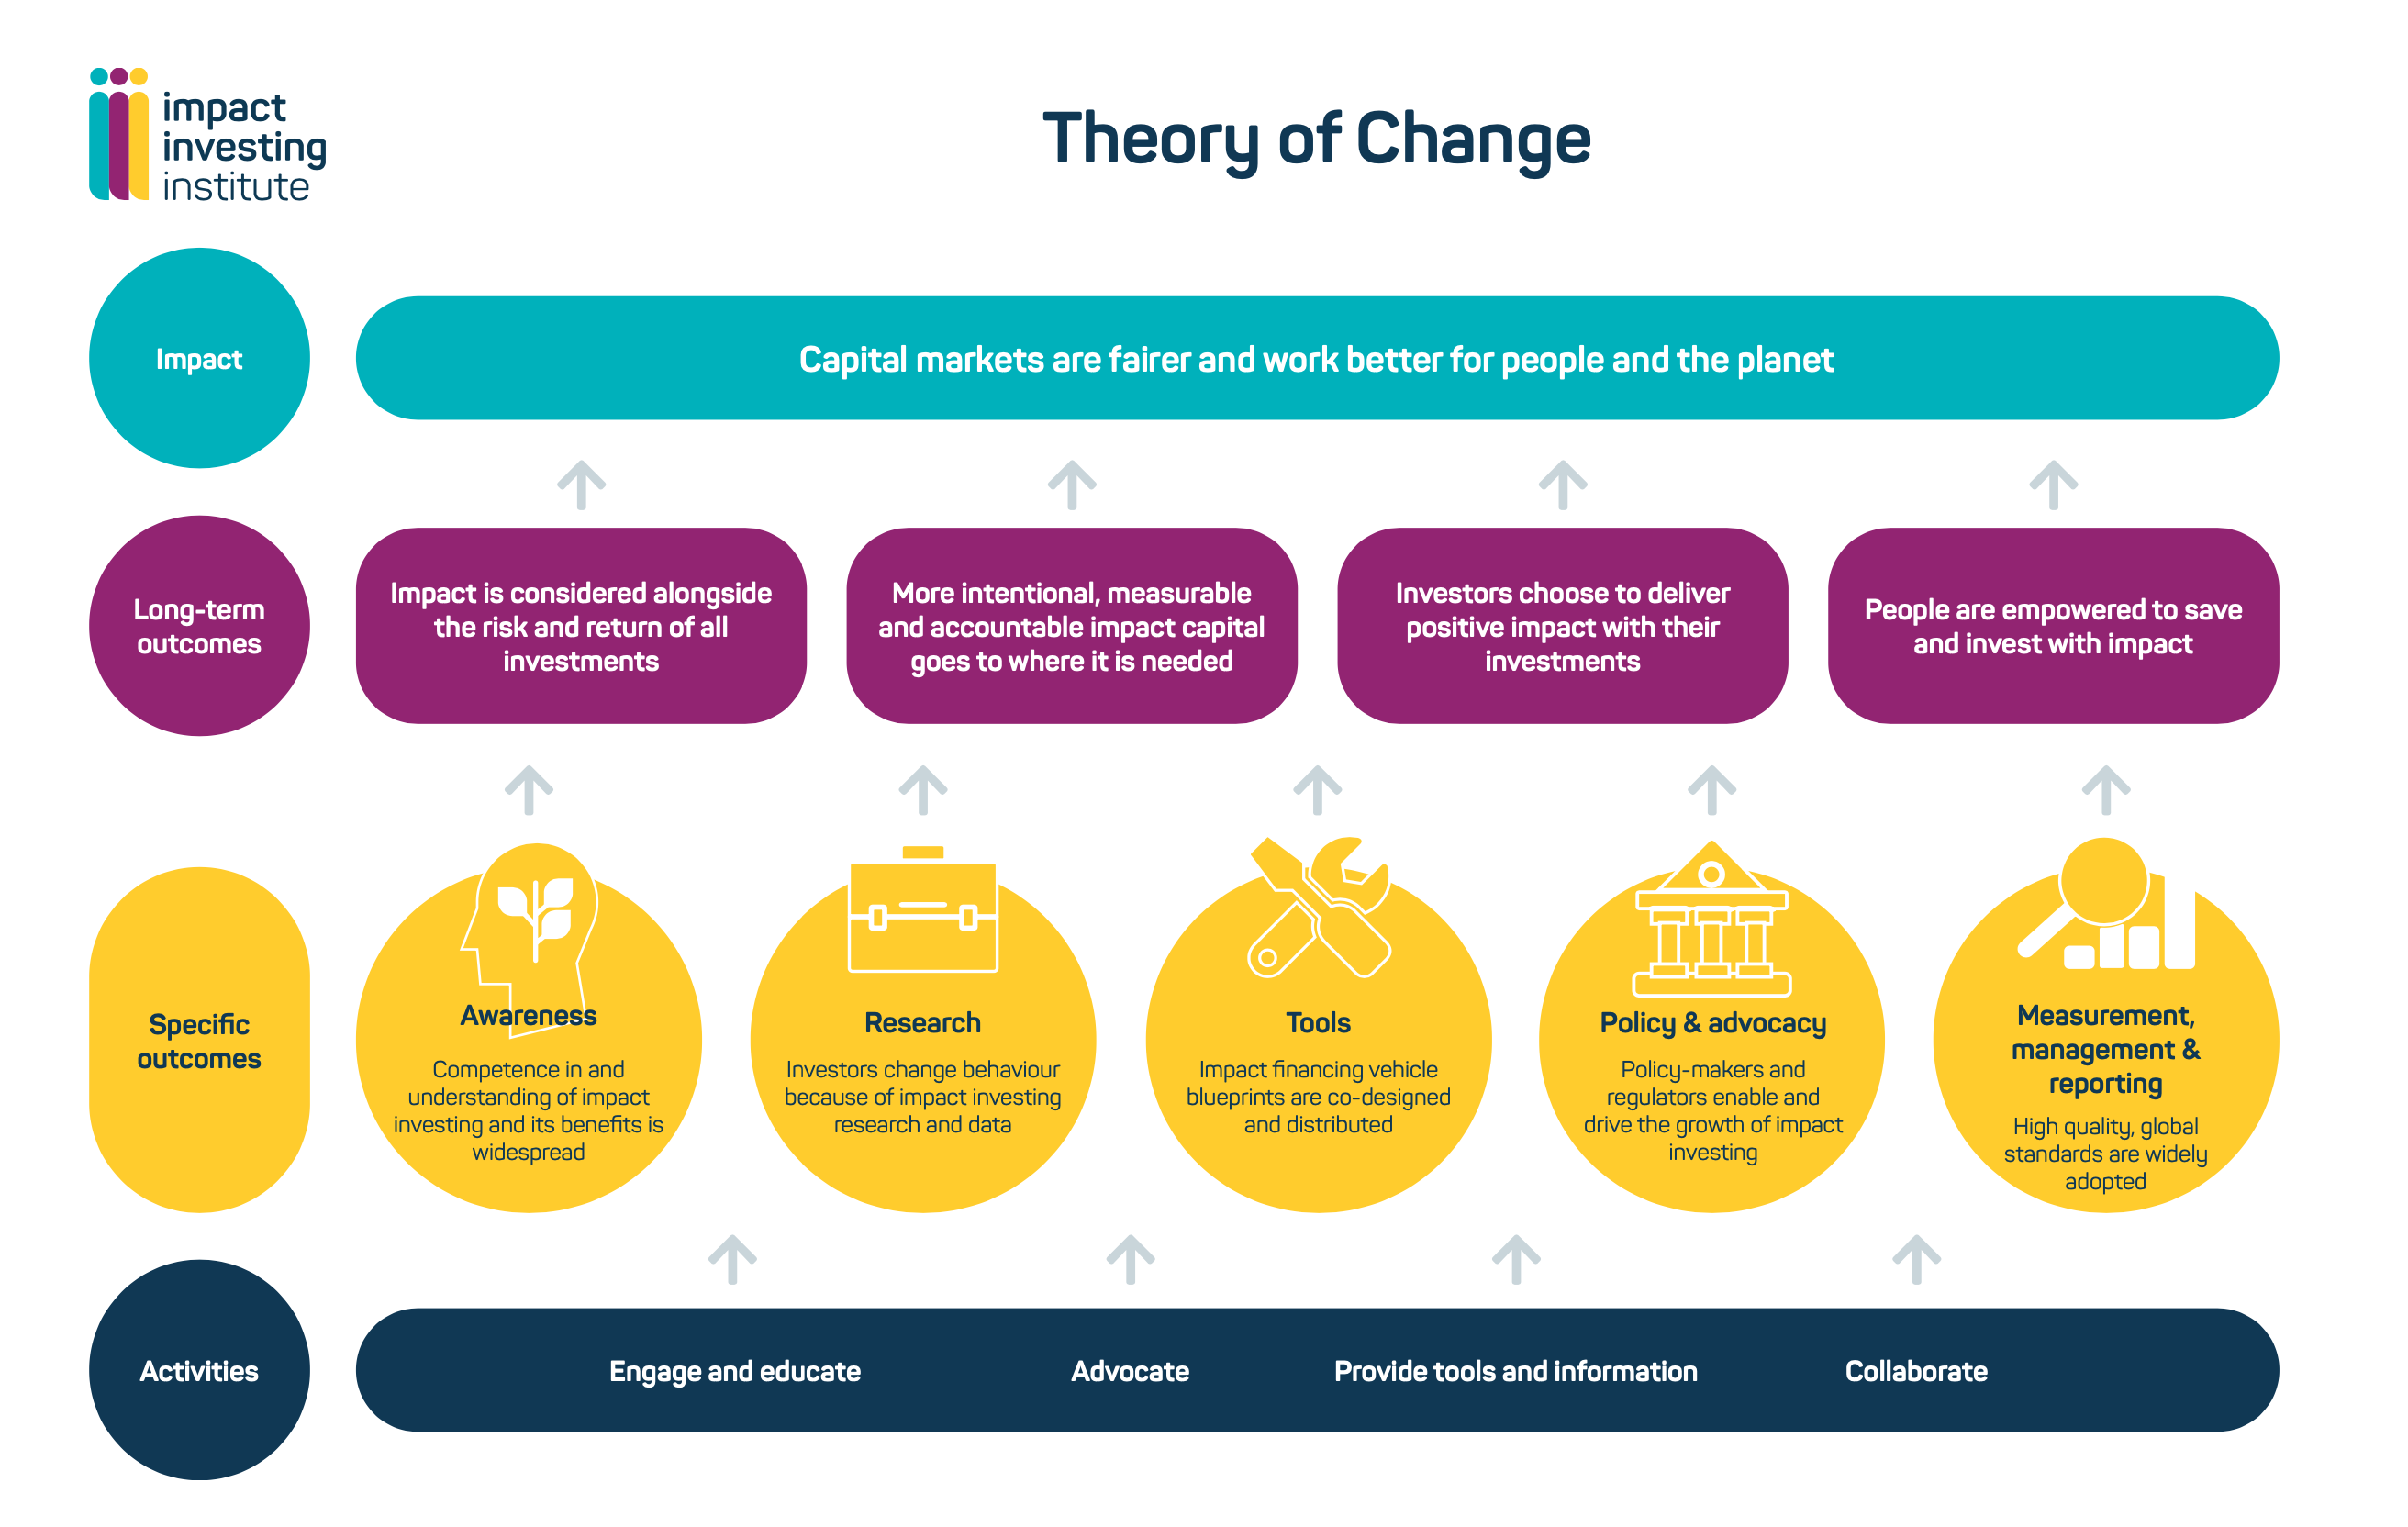 impact
investing
institute
Theory of Change
Impact
Capital markets are fairer and work better for people and the planet
Long-term
outcomes
Impact is considered alongside
the risk and return of all
investments
More intentional, measurable
and accountable impact capital
goes to where it is needed
Investors choose to deliver
positive impact with their
investments
People are empowered to save
and invest with impact
Specific
outcomes
Awareness
Competence in and
understanding of impact
investing and its benefits is
widespread
Research
Investors change behaviour
because of impact investing
research and data
Tools
Impact financing vehicle
blueprints are co-designed
and distributed
Policy & advocacy
Policy-makers and
regulators enable and
drive the growth of impact
investing
Measurement,
management &
reporting
High quality, global
standards are widely
adopted
Activities
Engage and educate
Advocate
Provide tools and information
Collaborate